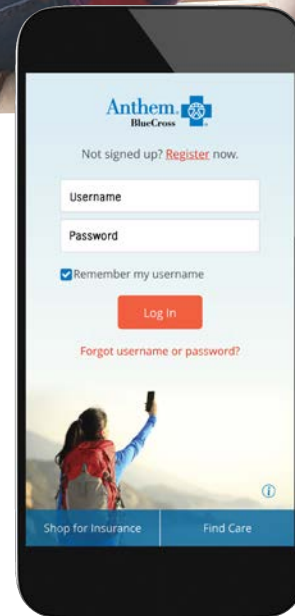 Anthem.
BlueCross
Not signed up? Register now.
Username
Password
Remember my username
Log In
Forgot username or password?
Shop for Insurance Find Care